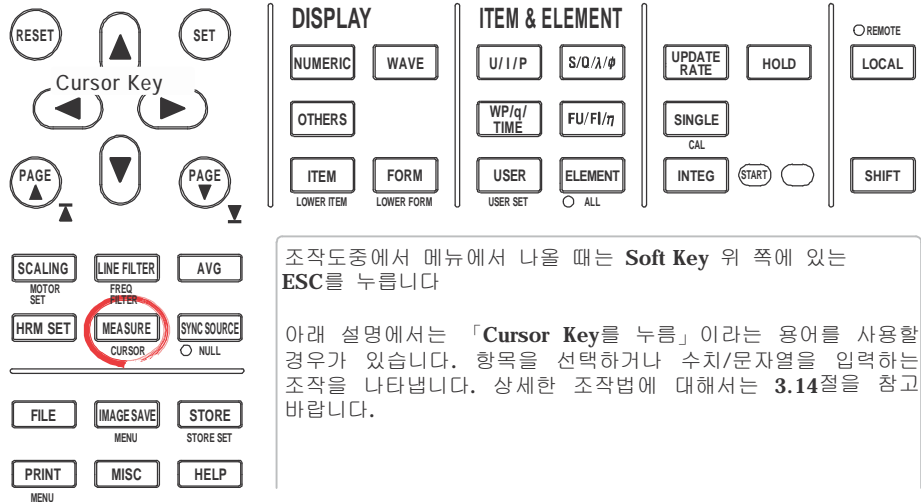 RESET
SET
Cursor Key
PAGE
PAGE
DISPLAY
NUMERIC
WAVE
OTHERS
ITEM
FORM
LOWER ITEM
LOWER FORM
ITEM & ELEMENT
U / I / P
S/Q/λ/ϕ
WP/q/
TIME
FU/FI/η
USER
ELEMENT
USER SET
ALL
UPDATE
RATE
HOLD
SINGLE
CAL
INTEG
START
REMOTE
LOCAL
SHIFT
SCALING
LINE FILTER
AVG
MOTOR
SET
FREQ
FILTER
HRM SET
MEASURE
SYNC SOURCE
CURSOR
NULL
FILE
IMAGE SAVE
STORE
MENU
STORE SET
PRINT
MISC
HELP
MENU
조작도중에서 메뉴에서 나올 때는 Soft Key 위 쪽에 있는
ESC를 누릅니다
아래 설명에서는 「Cursor Key를 누름」이라는 용어를 사용할
경우가 있습니다. 항목을 선택하거나 수치/문자열을 입력하는
조작을 나타냅니다. 상세한 조작법에 대해서는 3.14절을 참고
바랍니다.